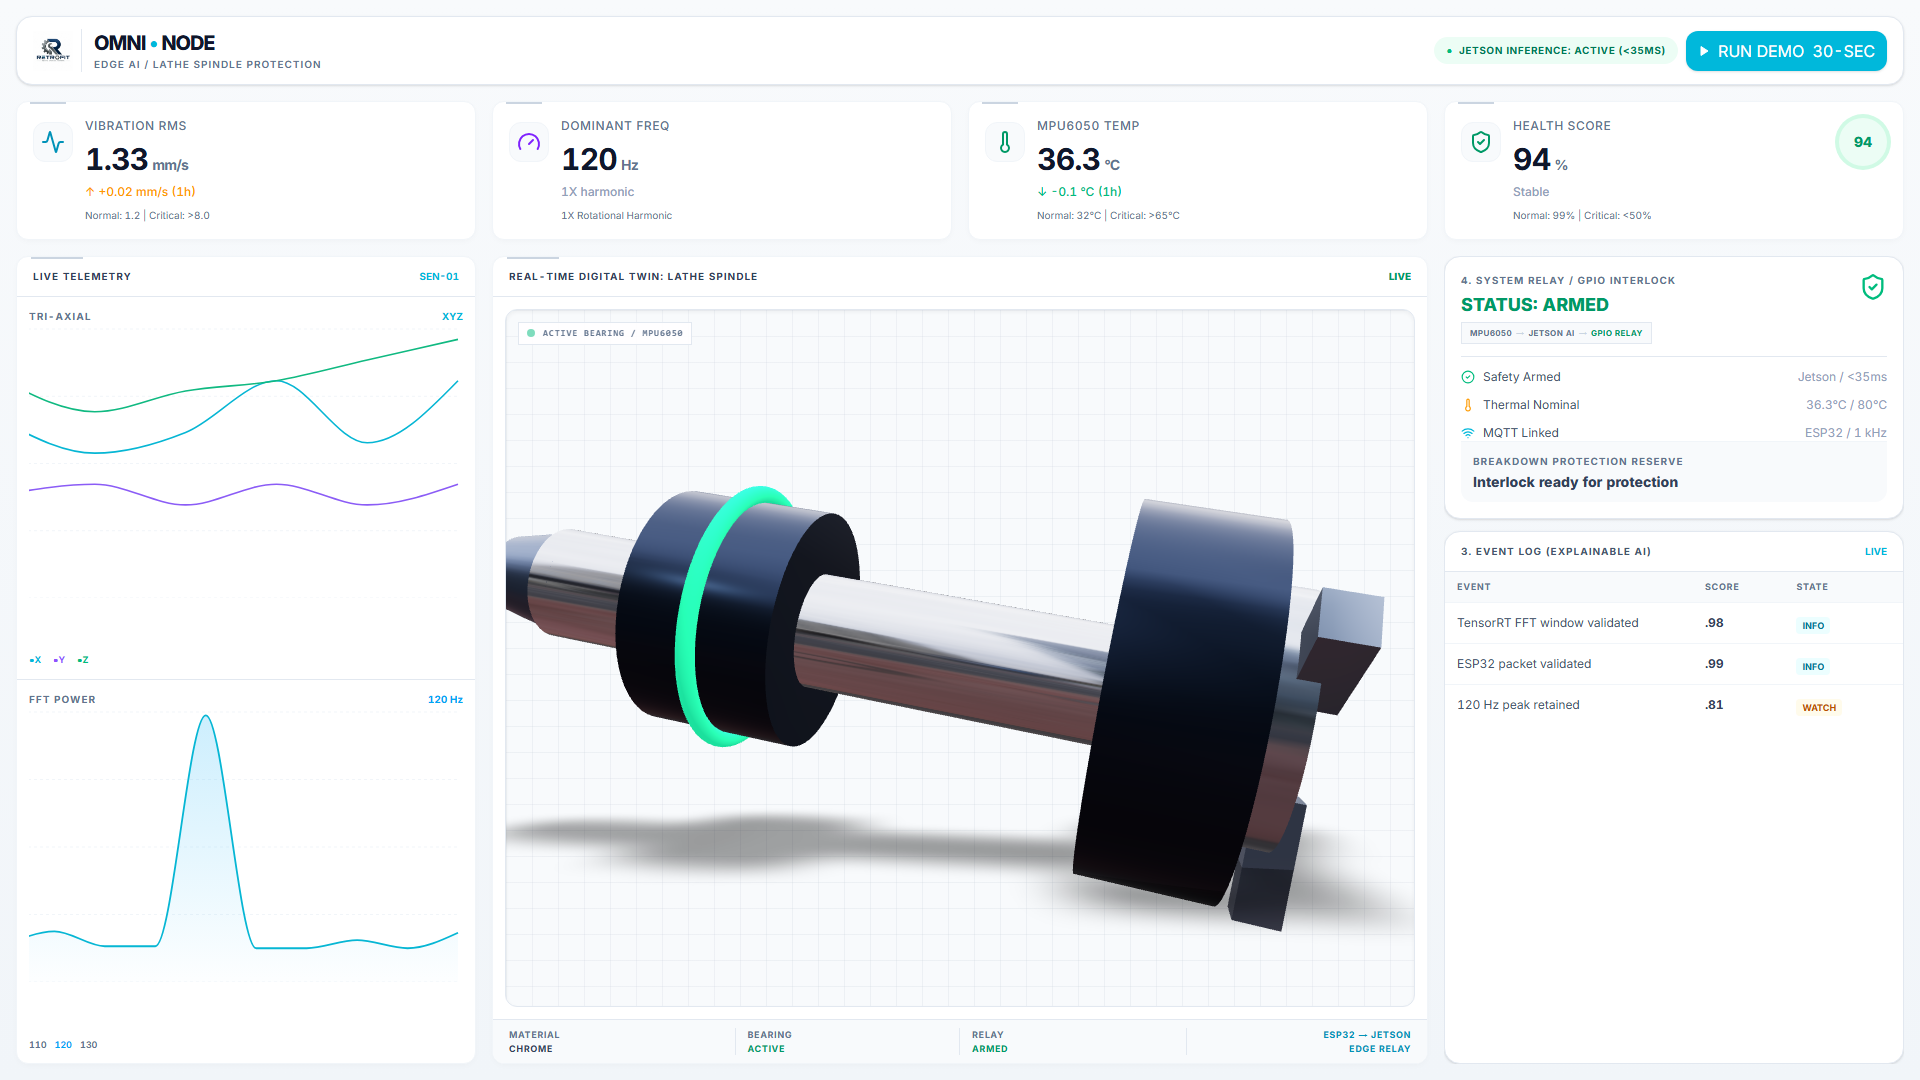 RETROFIT
OMNI • NODE
EDGE AI / LATHE SPINDLE PROTECTION
JETSON INFERENCE: ACTIVE (<35MS)
RUN DEMO 30-SEC
VIBRATION RMS
1.33 mm/s
↑ +0.02 mm/s (1h)
Normal: 1.2 | Critical: >8.0
DOMINANT FREQ
120 Hz
1X harmonic
1X Rotational Harmonic
MPU6050 TEMP
36.3 °C
↓ -0.1 °C (1h)
Normal: 32°C | Critical: >65°C
HEALTH SCORE
94 %
Stable
Normal: 99% | Critical: <50%
94
LIVE TELEMETRY
SEN-01
TRI-AXIAL
XYZ
X Y Z
FFT POWER
120 Hz
110 120 130
REAL-TIME DIGITAL TWIN: LATHE SPINDLE
LIVE
ACTIVE BEARING / MPU6050
MATERIAL
CHROME
BEARING
ACTIVE
RELAY
ARMED
ESP32 → JETSON
EDGE RELAY
4. SYSTEM RELAY / GPIO INTERLOCK
STATUS: ARMED
MPU6050 → JETSON AI → GPIO RELAY
Safety Armed
Jetson / <35ms
Thermal Nominal
36.3°C / 80°C
MQTT Linked
ESP32 / 1 kHz
BREAKDOWN PROTECTION RESERVE
Interlock ready for protection
3. EVENT LOG (EXPLAINABLE AI)
LIVE
EVENT SCORE STATE
TensorRT FFT window validated .98 INFO
ESP32 packet validated .99 INFO
120 Hz peak retained .81 WATCH